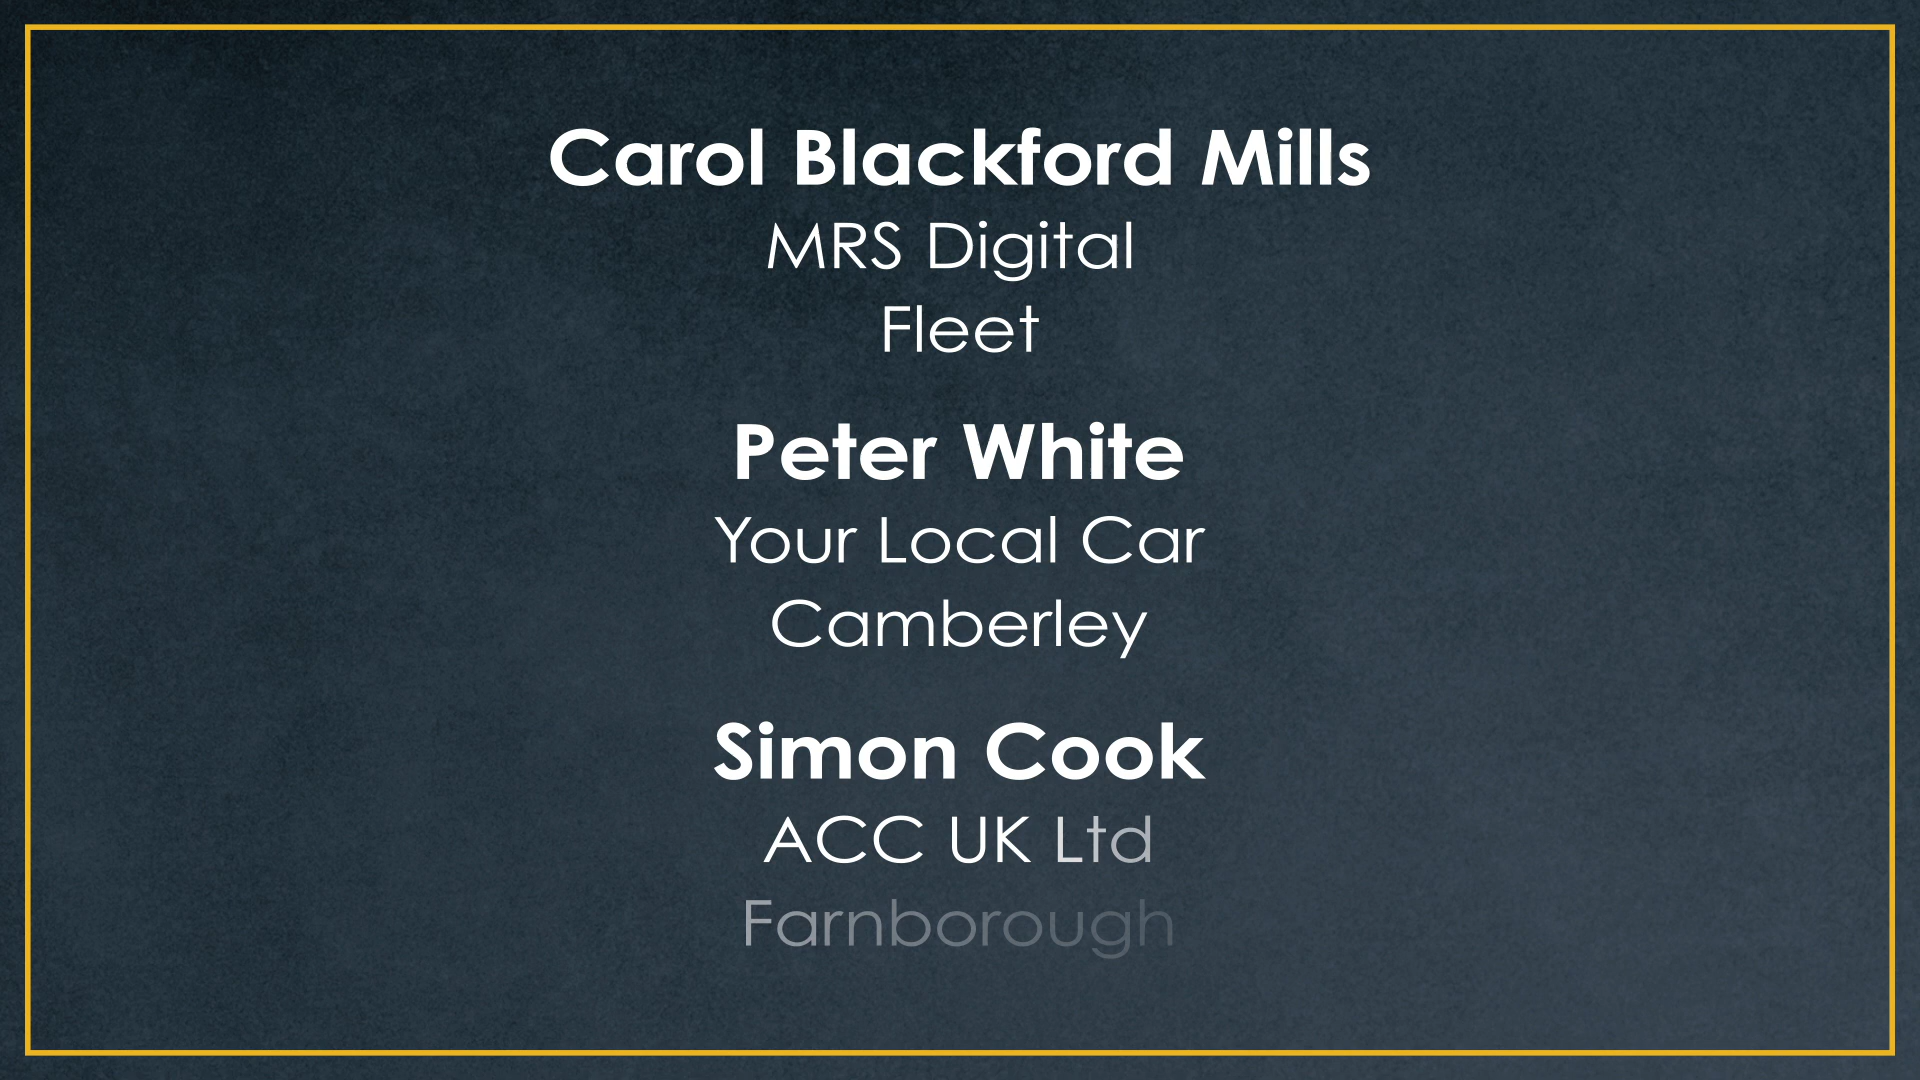 Carol Blackford Mills
MRS Digital
Fleet
Peter White
Your Local Car
Camberley
Simon Cook
ACC UK Ltd
Farnborough